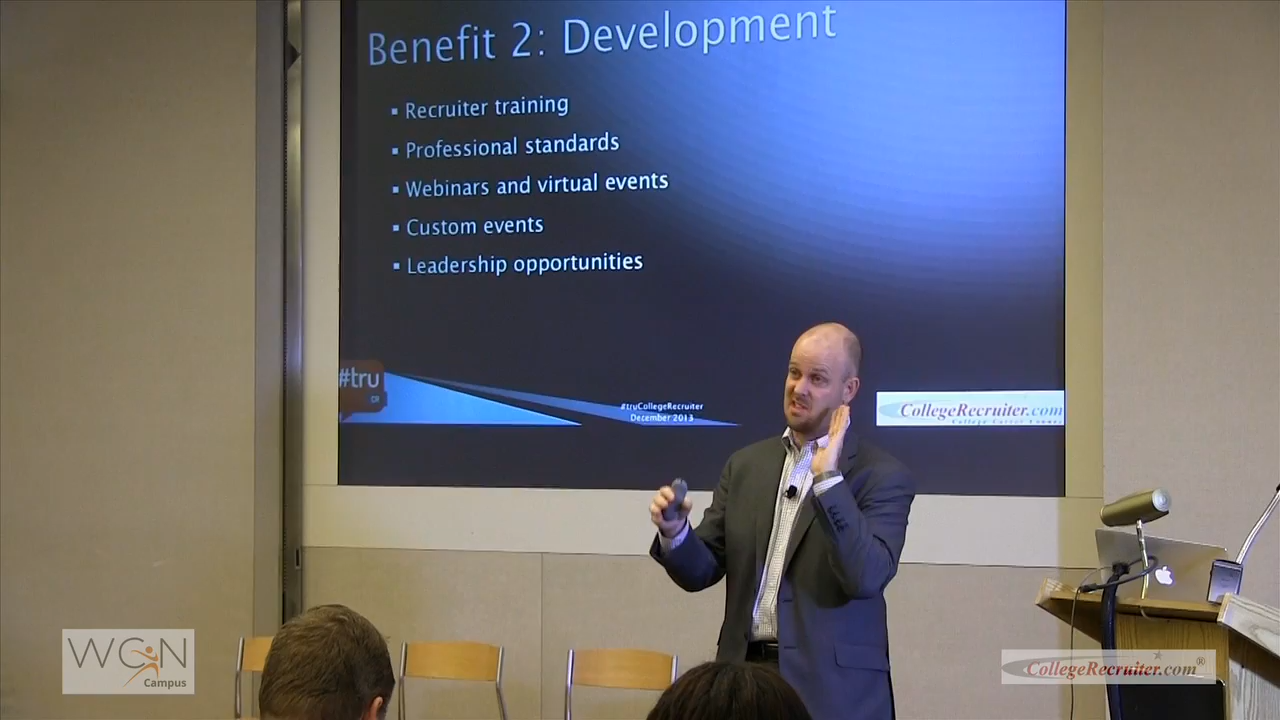 Benefit 2: Development
▪ Recruiter training
▪ Professional standards
▪ Webinars and virtual events
▪ Custom events
▪ Leadership opportunities
#tru
#truCollegeRecruiter
December 2013
CollegeRecruiter.com
WCN
Campus
CollegeRecruiter.com®